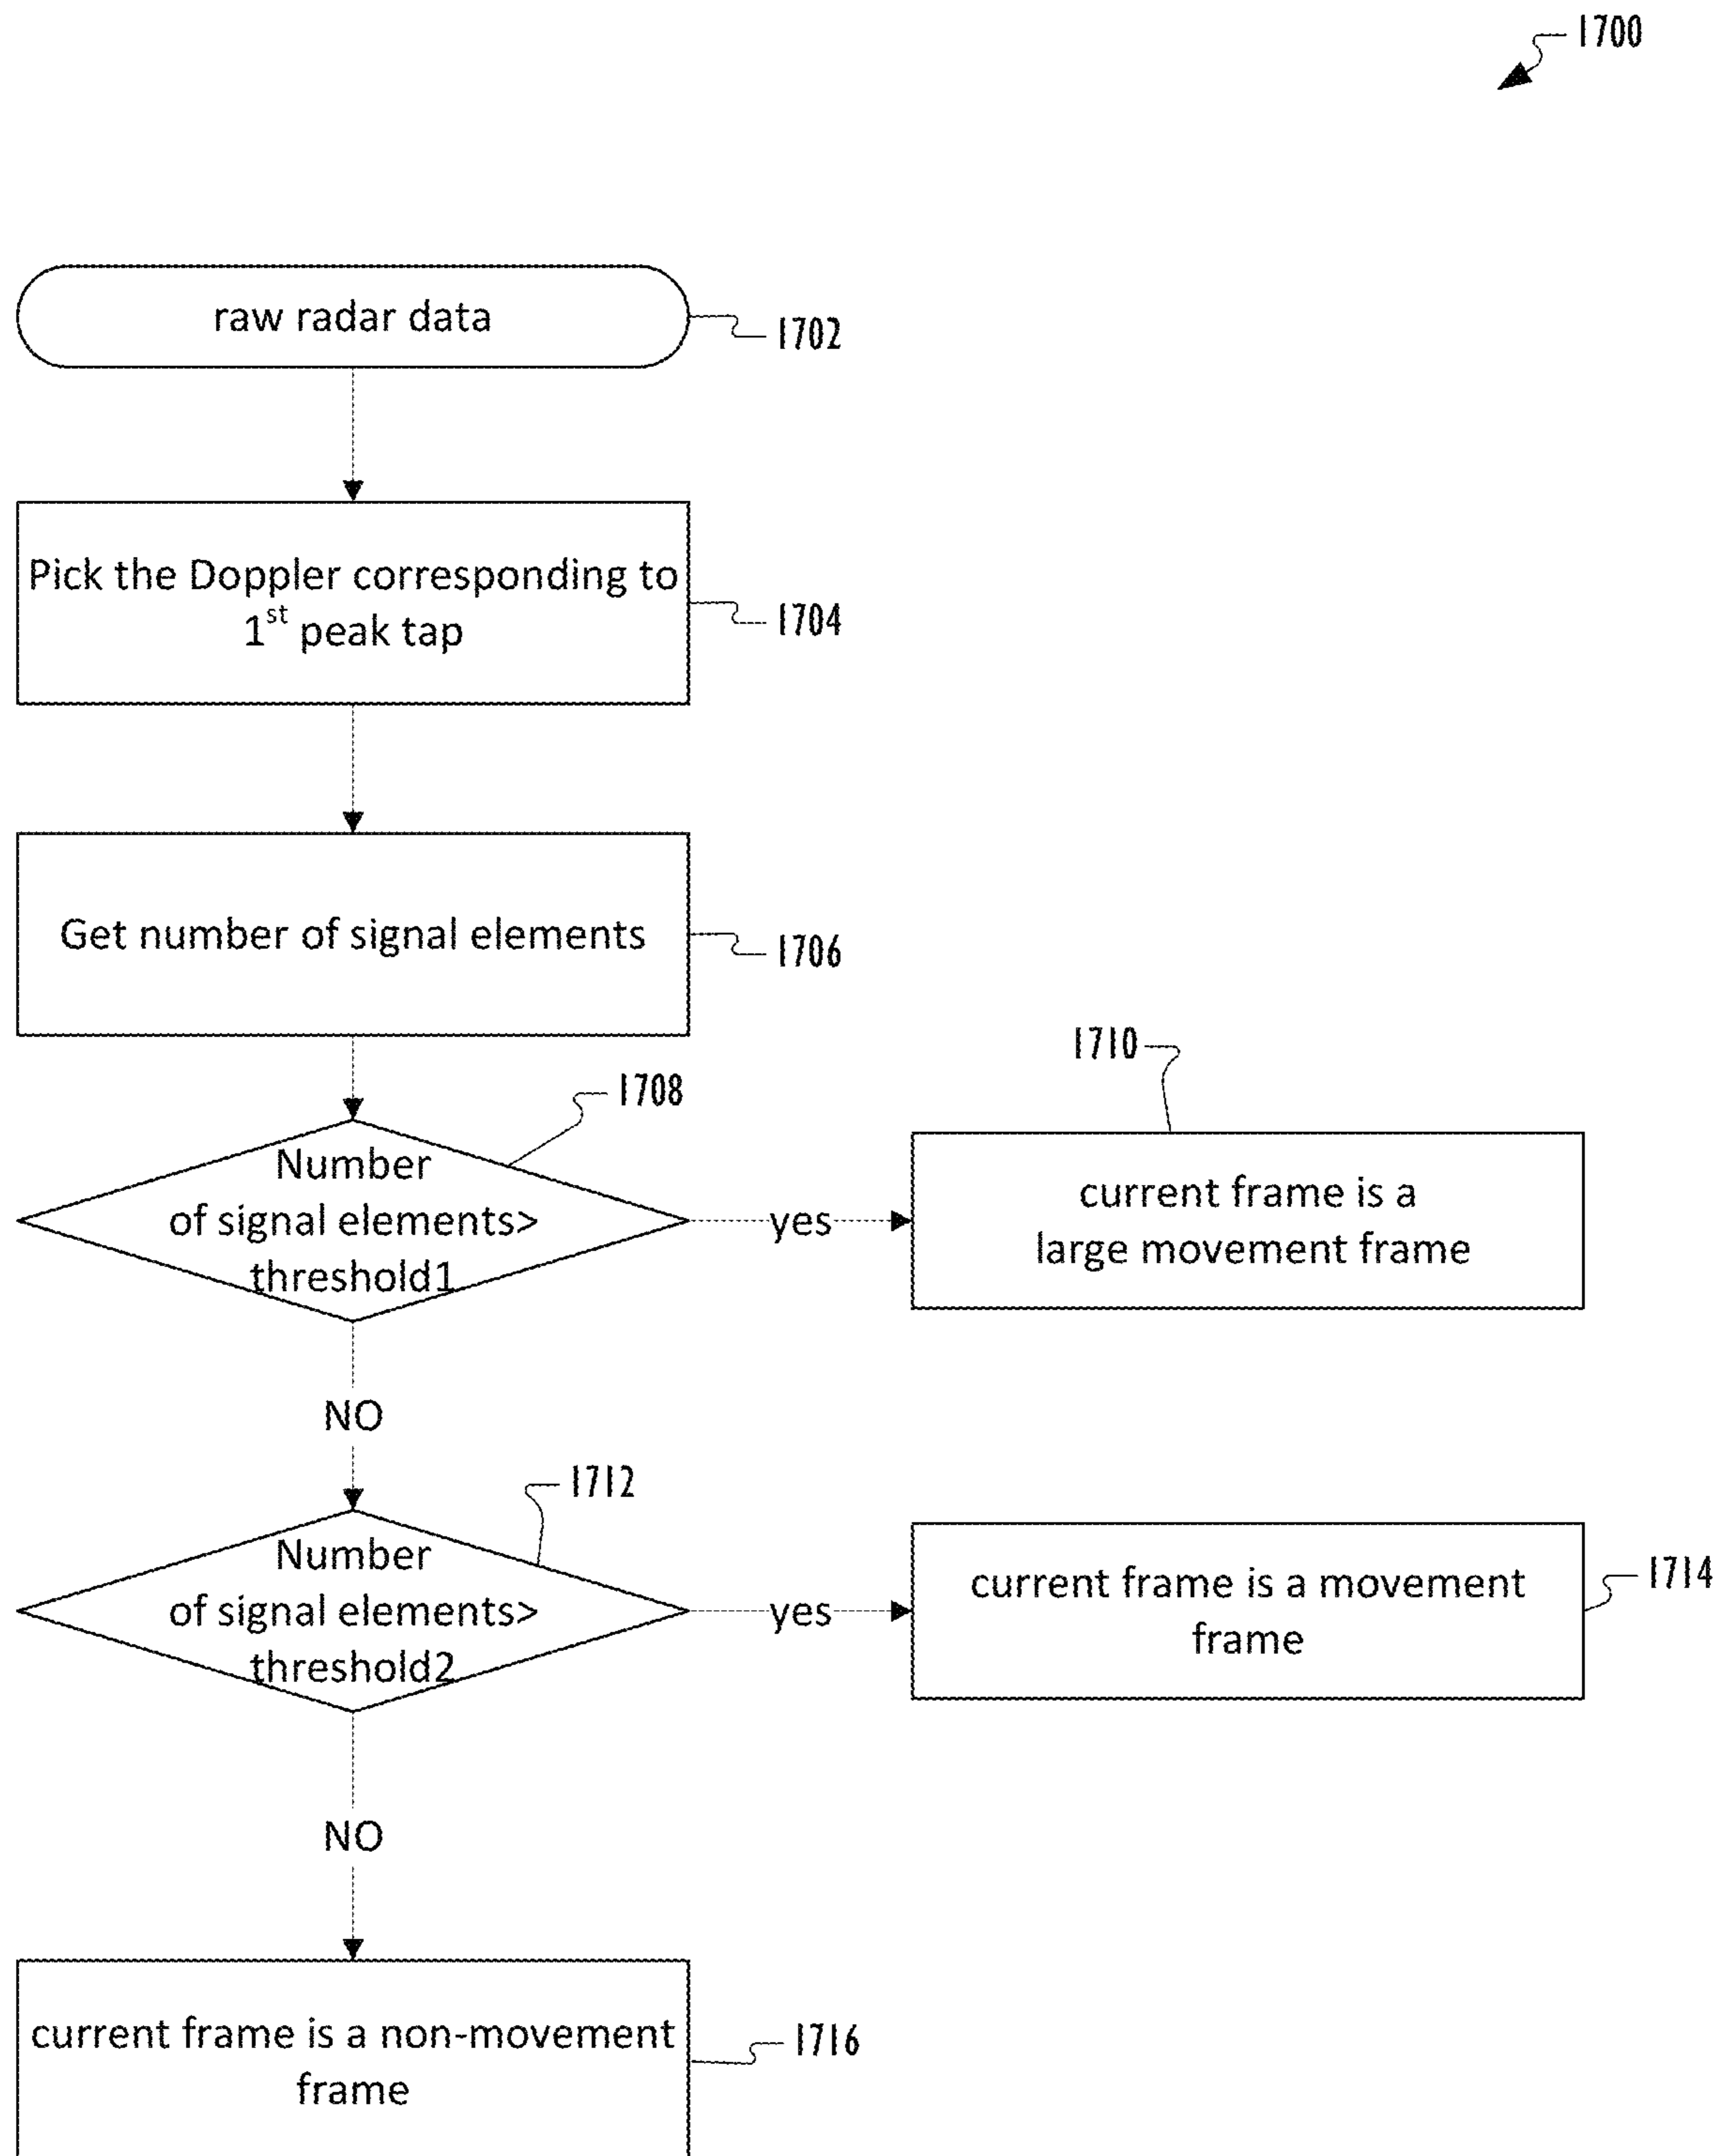 1700
raw radar data
1702
Pick the Doppler corresponding to
1st peak tap
1704
Get number of signal elements
1706
1708
Number
of signal elements>
threshold1
yes
1710
current frame is a
large movement frame
NO
1712
Number
of signal elements>
threshold2
yes
current frame is a movement
frame
1714
NO
current frame is a non-movement
frame
1716